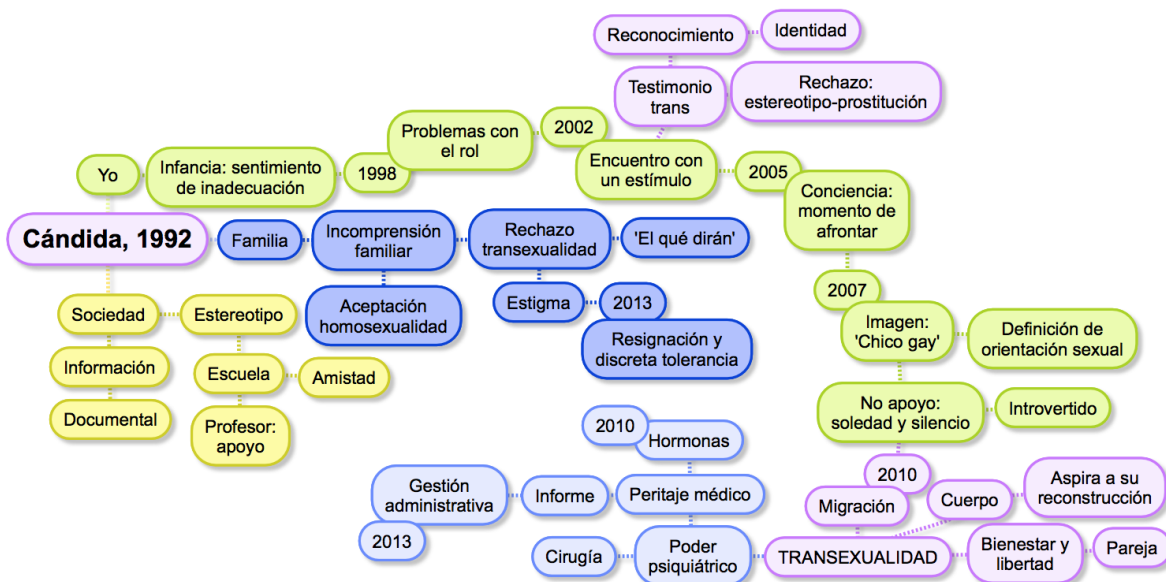 Reconocimiento
Identidad
Testimonio
trans
Rechazo:
estereotipo-prostitución
Yo
Infancia: sentimiento
de inadecuación
1998
Problemas con
el rol
2002
Encuentro con
un estímulo
2005
Conciencia:
momento de
afrontar
2007
Imagen:
'Chico gay'
Definición de
orientación sexual
No apoyo:
soledad y silencio
Introvertido
Cándida, 1992
Familia
Incomprensión
familiar
Rechazo
transexualidad
'El qué dirán'
Aceptación
homosexualidad
Estigma
2013
Resignación y
discreta tolerancia
Sociedad
Estereotipo
Información
Escuela
Amistad
Documental
Profesor:
apoyo
2010
Hormonas
Gestión
administrativa
2013
Informe
Peritaje médico
Cirugía
Poder
psiquiátrico
2010
Migración
Cuerpo
Aspira a su
reconstrucción
TRANSEXUALIDAD
Bienestar y
libertad
Pareja